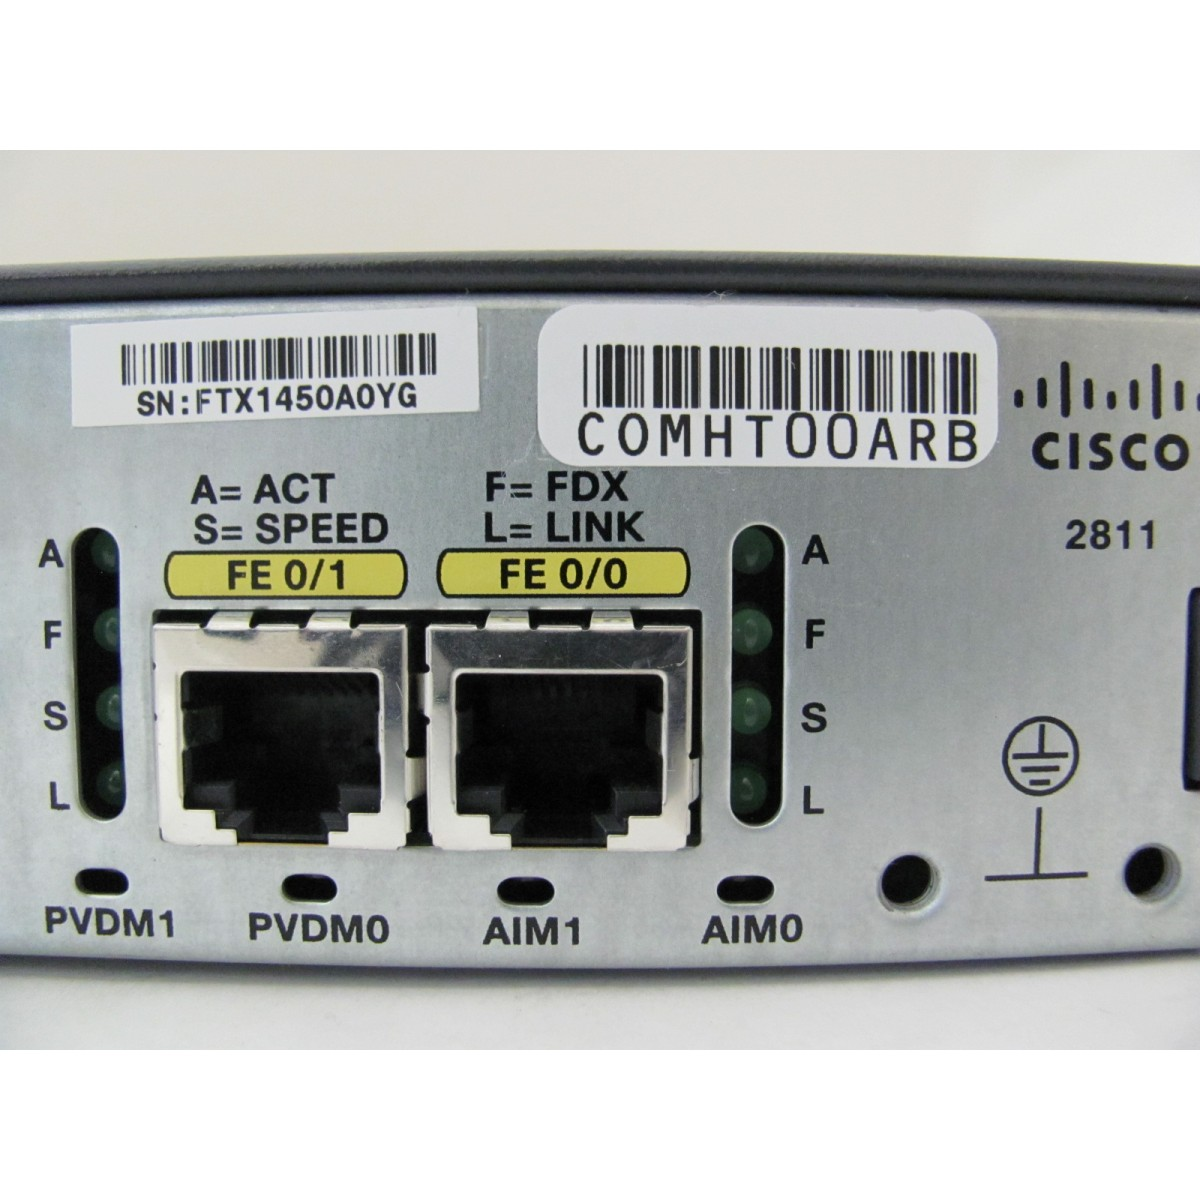 SN:FTX1450A0YG
COMHT00ARB
CISCO
2811
A= ACT
S= SPEED
F= FDX
L= LINK
FE 0/1
FE 0/0
A
F
S
L
A
F
S
L
PVDM1
PVDM0
AIM1
AIM0